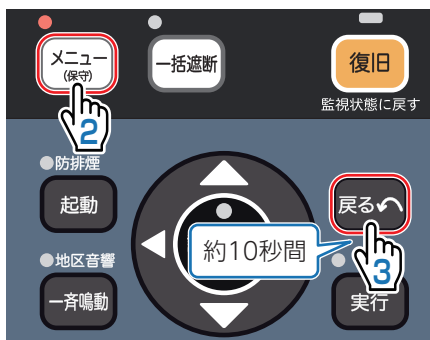 メニュー
(保守)
一括遮断
復旧
監視状態に戻す
2
防排煙
起動
戻る
約10秒間
3
地区音響
一斉鳴動
実行